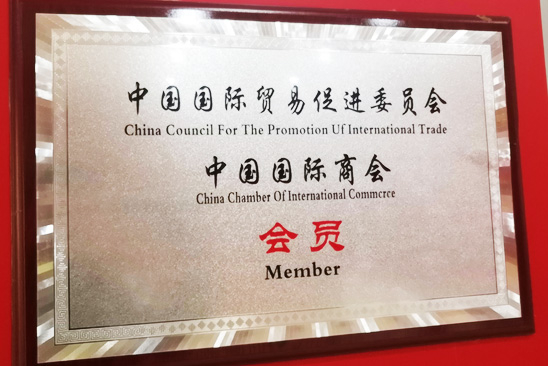 中国国际贸易促进委员会
China Council For The Promotion Uf International Trade
中国国际商会
China Chamber Of International Commcrce
会员
Member